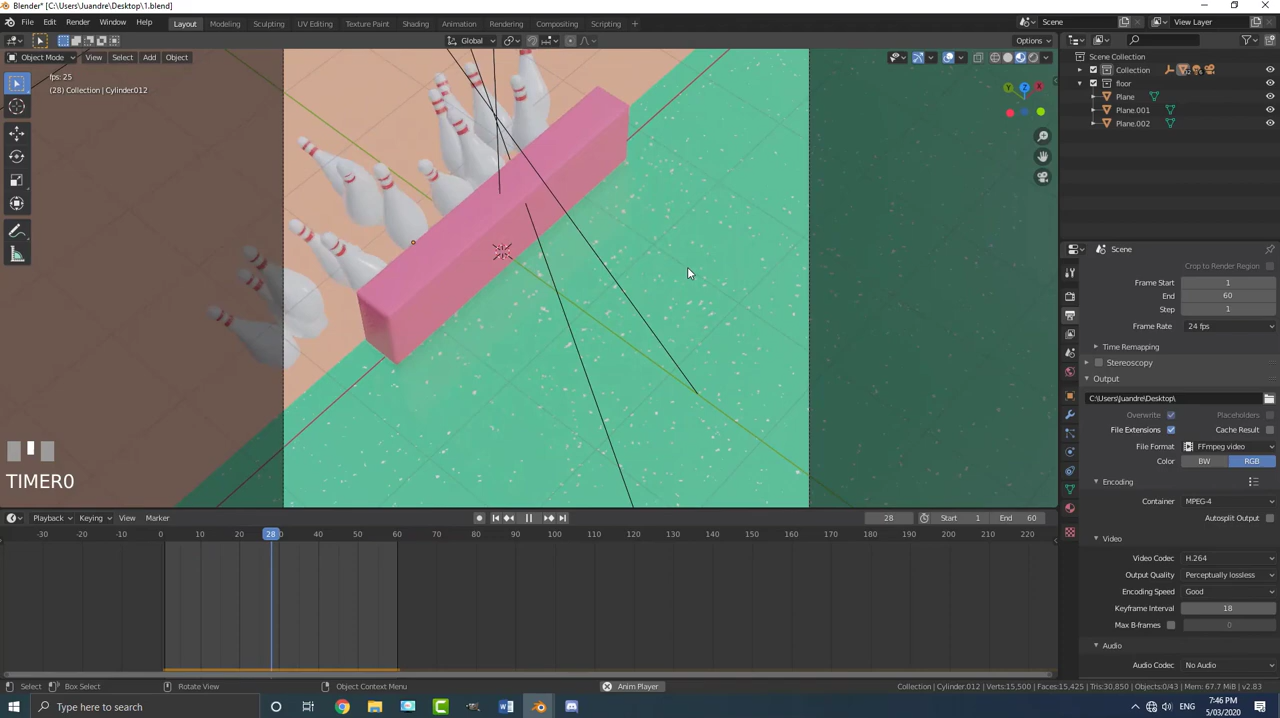 Blender* [C:\Users\Juandre\Desktop\1.blend]
File Edit Render Window Help Layout Modeling Sculpting UV Editing Texture Paint Shading Animation Rendering Compositing Scripting + Scene View Layer
Global Options
Object Mode View Select Add Object
fps: 25
(28) Collection | Cylinder.012
Scene Collection
Collection
floor
Plane
Plane.001
Plane.002
Y Z X
Scene
Crop to Render Region
Frame Start 1
End 60
Step 1
Frame Rate 24 fps
Time Remapping
Stereoscopy
Output
C:\Users\Juandre\Desktop\
Overwrite Placeholders
File Extensions Cache Result
File Format FFmpeg video
Color BW RGB
Encoding
Container MPEG-4
Autosplit Output
Video
Video Codec H.264
Output Quality Perceptually lossless
Encoding Speed Good
Keyframe Interval 18
Max B-frames 0
Audio
Audio Codec No Audio
TIMER0
Playback Keying View Marker 28 Start 1 End 60
-30 -20 -10 0 10 20 28 30 40 50 60 70 80 90 100 110 120 130 140 150 160 170 180 190 200 210 220
Select Box Select Rotate View Object Context Menu Anim Player Collection | Cylinder.012 | Verts:15,500 | Faces:15,425 | Tris:30,850 | Objects:0/43 | Mem: 67.7 MiB | v2.83
Type here to search
7:46 PM
5/03/2020